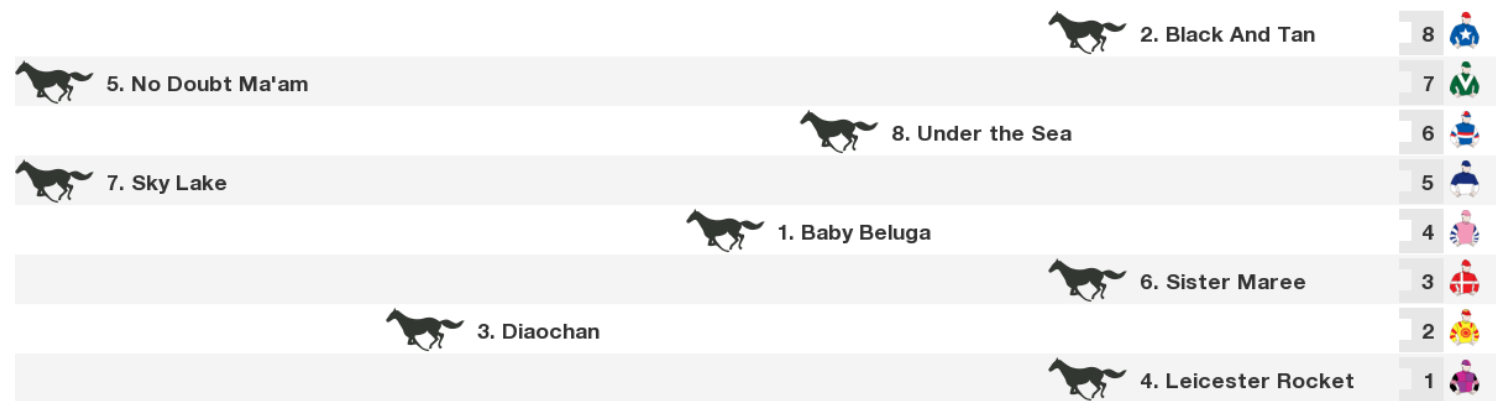 2. Black And Tan 8
5. No Doubt Ma'am 7
8. Under the Sea 6
7. Sky Lake 5
1. Baby Beluga 4
6. Sister Maree 3
3. Diaochan 2
4. Leicester Rocket 1